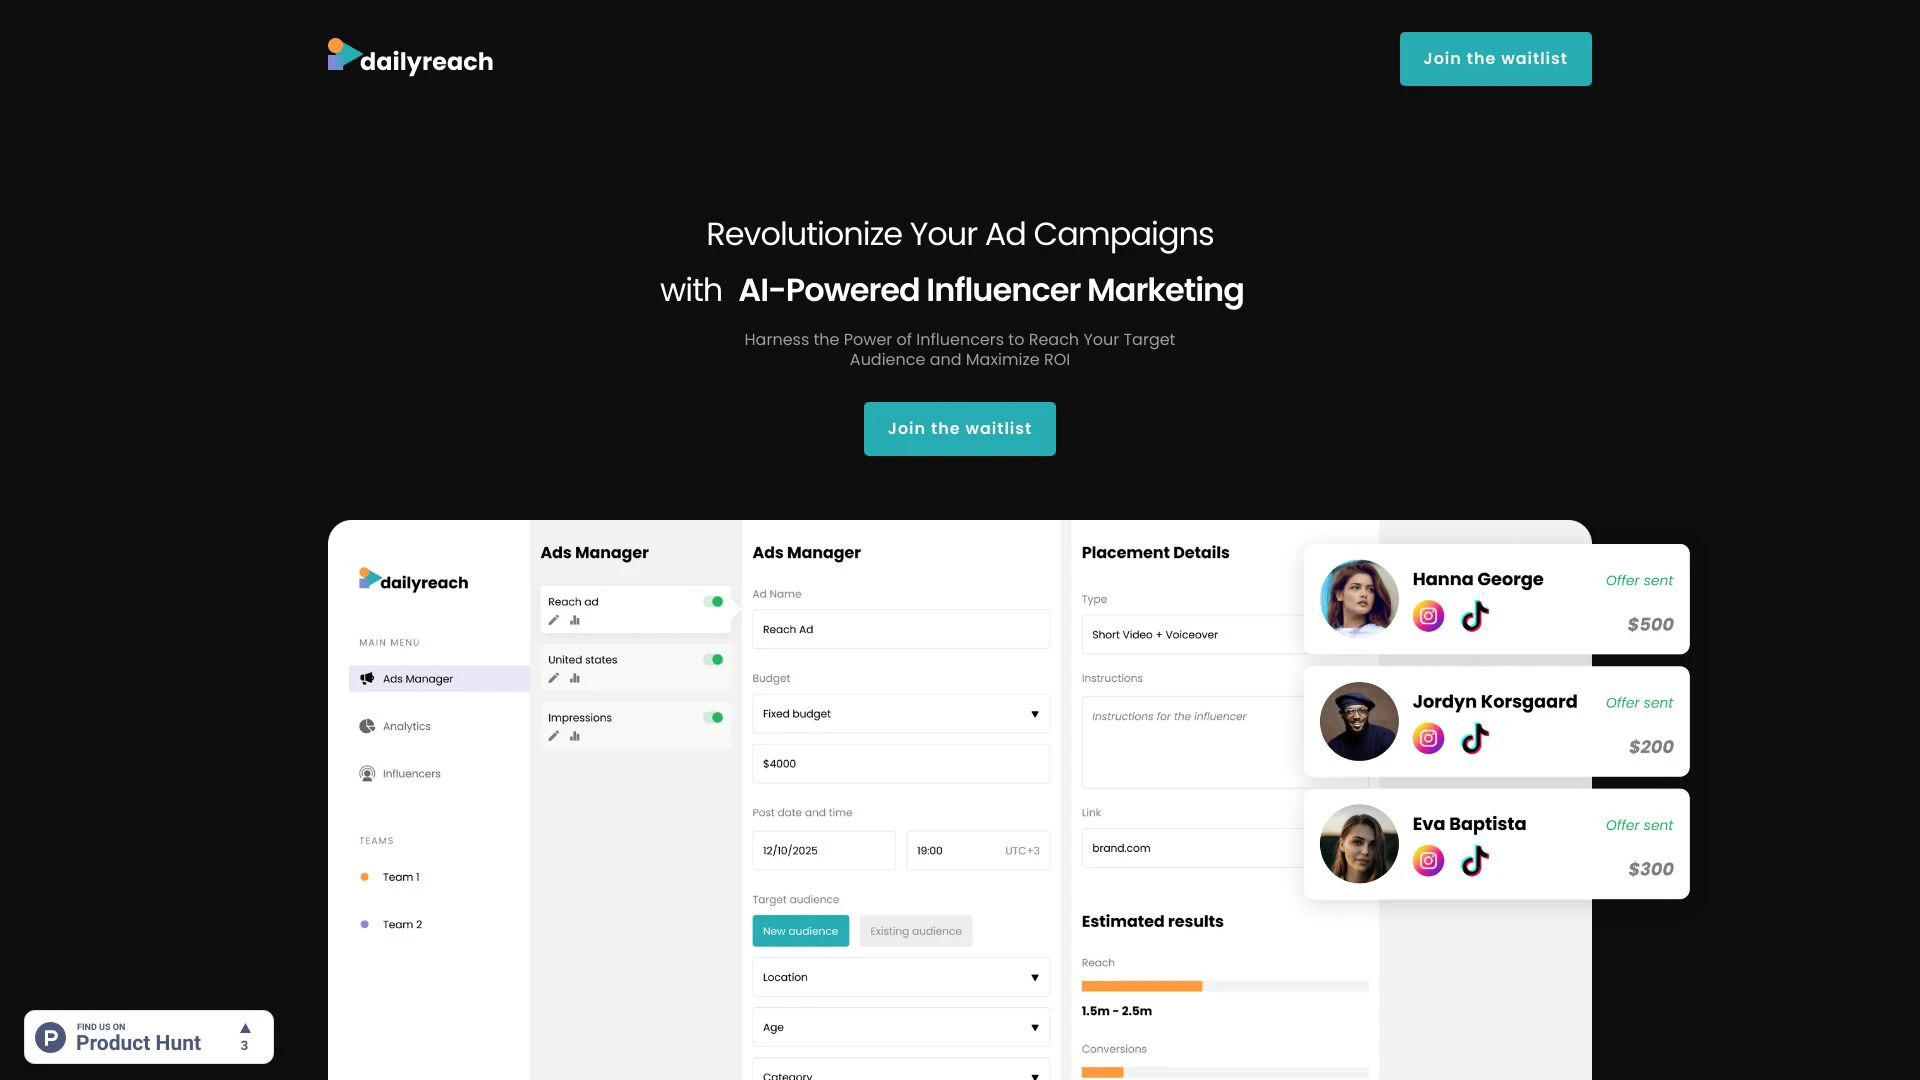 dailyreach
Join the waitlist
Revolutionize Your Ad Campaigns
with AI-Powered Influencer Marketing
Harness the Power of Influencers to Reach Your Target
Audience and Maximize ROI
Join the waitlist
dailyreach
MAIN MENU
Ads Manager
Analytics
Influencers
TEAMS
Team 1
Team 2
Ads Manager
Reach ad
United states
Impressions
Ads Manager
Ad Name
Reach Ad
Budget
Fixed budget
$4000
Post date and time
12/10/2025
19:00 UTC+3
Target audience
New audience
Existing audience
Location
Age
Category
Placement Details
Type
Short Video + Voiceover
Instructions
Instructions for the influencer
Link
brand.com
Estimated results
Reach
1.5m - 2.5m
Conversions
Hanna George
Offer sent
$500
Jordyn Korsgaard
Offer sent
$200
Eva Baptista
Offer sent
$300
P
FIND US ON
Product Hunt
3